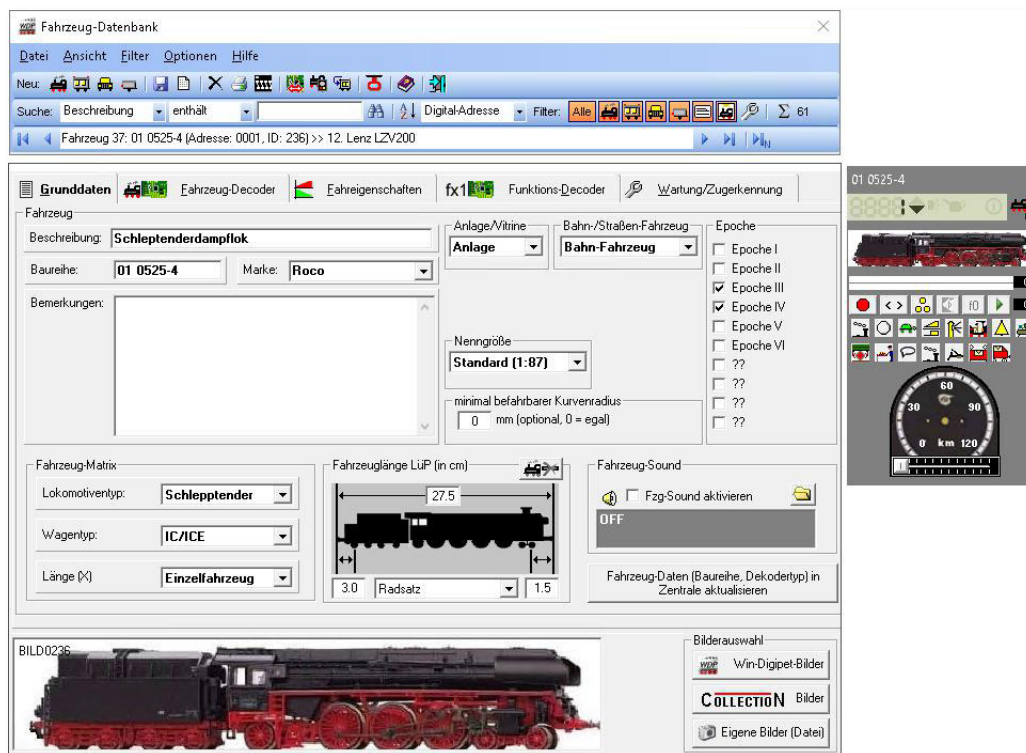 WDP Fahrzeug-Datenbank
Datei Ansicht Filter Optionen Hilfe
Neu:
Suche: Beschreibung enthält Digital-Adresse Filter: Alle Σ 61
Fahrzeug 37: 01 0525-4 (Adresse: 0001, ID: 236) >> 12. Lenz LZV200
Grunddaten Fahrzeug-Decoder Fahreigenschaften fx1 Funktions-Decoder Wartung/Zugerkennung
Fahrzeug
Beschreibung: Schleptenderdampflok
Baureihe: 01 0525-4 Marke: Roco
Bemerkungen:
Anlage/Vitrine
Anlage
Bahn-/Straßen-Fahrzeug
Bahn-Fahrzeug
Nenngröße
Standard (1:87)
minimal befahrbarer Kurvenradius
0 mm (optional, 0 = egal)
Epoche
Epoche I
Epoche II
Epoche III
Epoche IV
Epoche V
Epoche VI
??
??
??
??
Fahrzeug-Matrix
Lokomotiventyp: Schlepptender
Wagentyp: IC/ICE
Länge (X) Einzelfahrzeug
Fahrzeuglänge LüP (in cm)
27.5
3.0 Radsatz 1.5
Fahrzeug-Sound
Fzg-Sound aktivieren
OFF
Fahrzeug-Daten (Baureihe, Dekodertyp) in
Zentrale aktualisieren
BILD0236
Bilderauswahl
WDP Win-Digipet-Bilder
COLLECTION Bilder
Eigene Bilder (Datei)
01 0525-4
f0
60
30 90
0 km 120